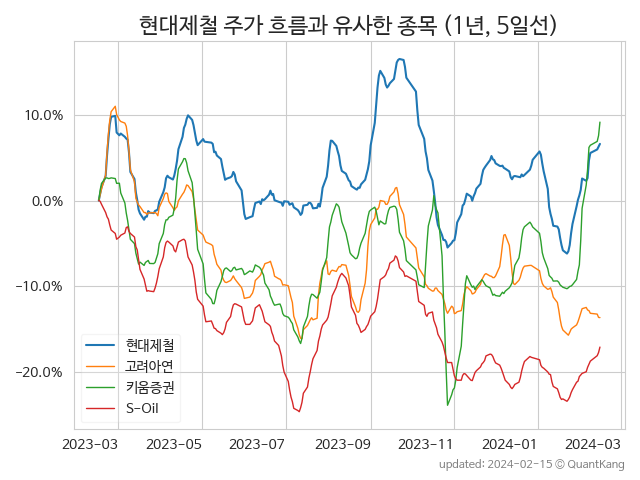 현대제철 주가 흐름과 유사한 종목 (1년, 5일선)
10.0%
0.0%
−10.0%
−20.0%
현대제철
고려아연
키움증권
S-Oil
2023-03 2023-05 2023-07 2023-09 2023-11 2024-01 2024-03
updated: 2024-02-15 © QuantKang